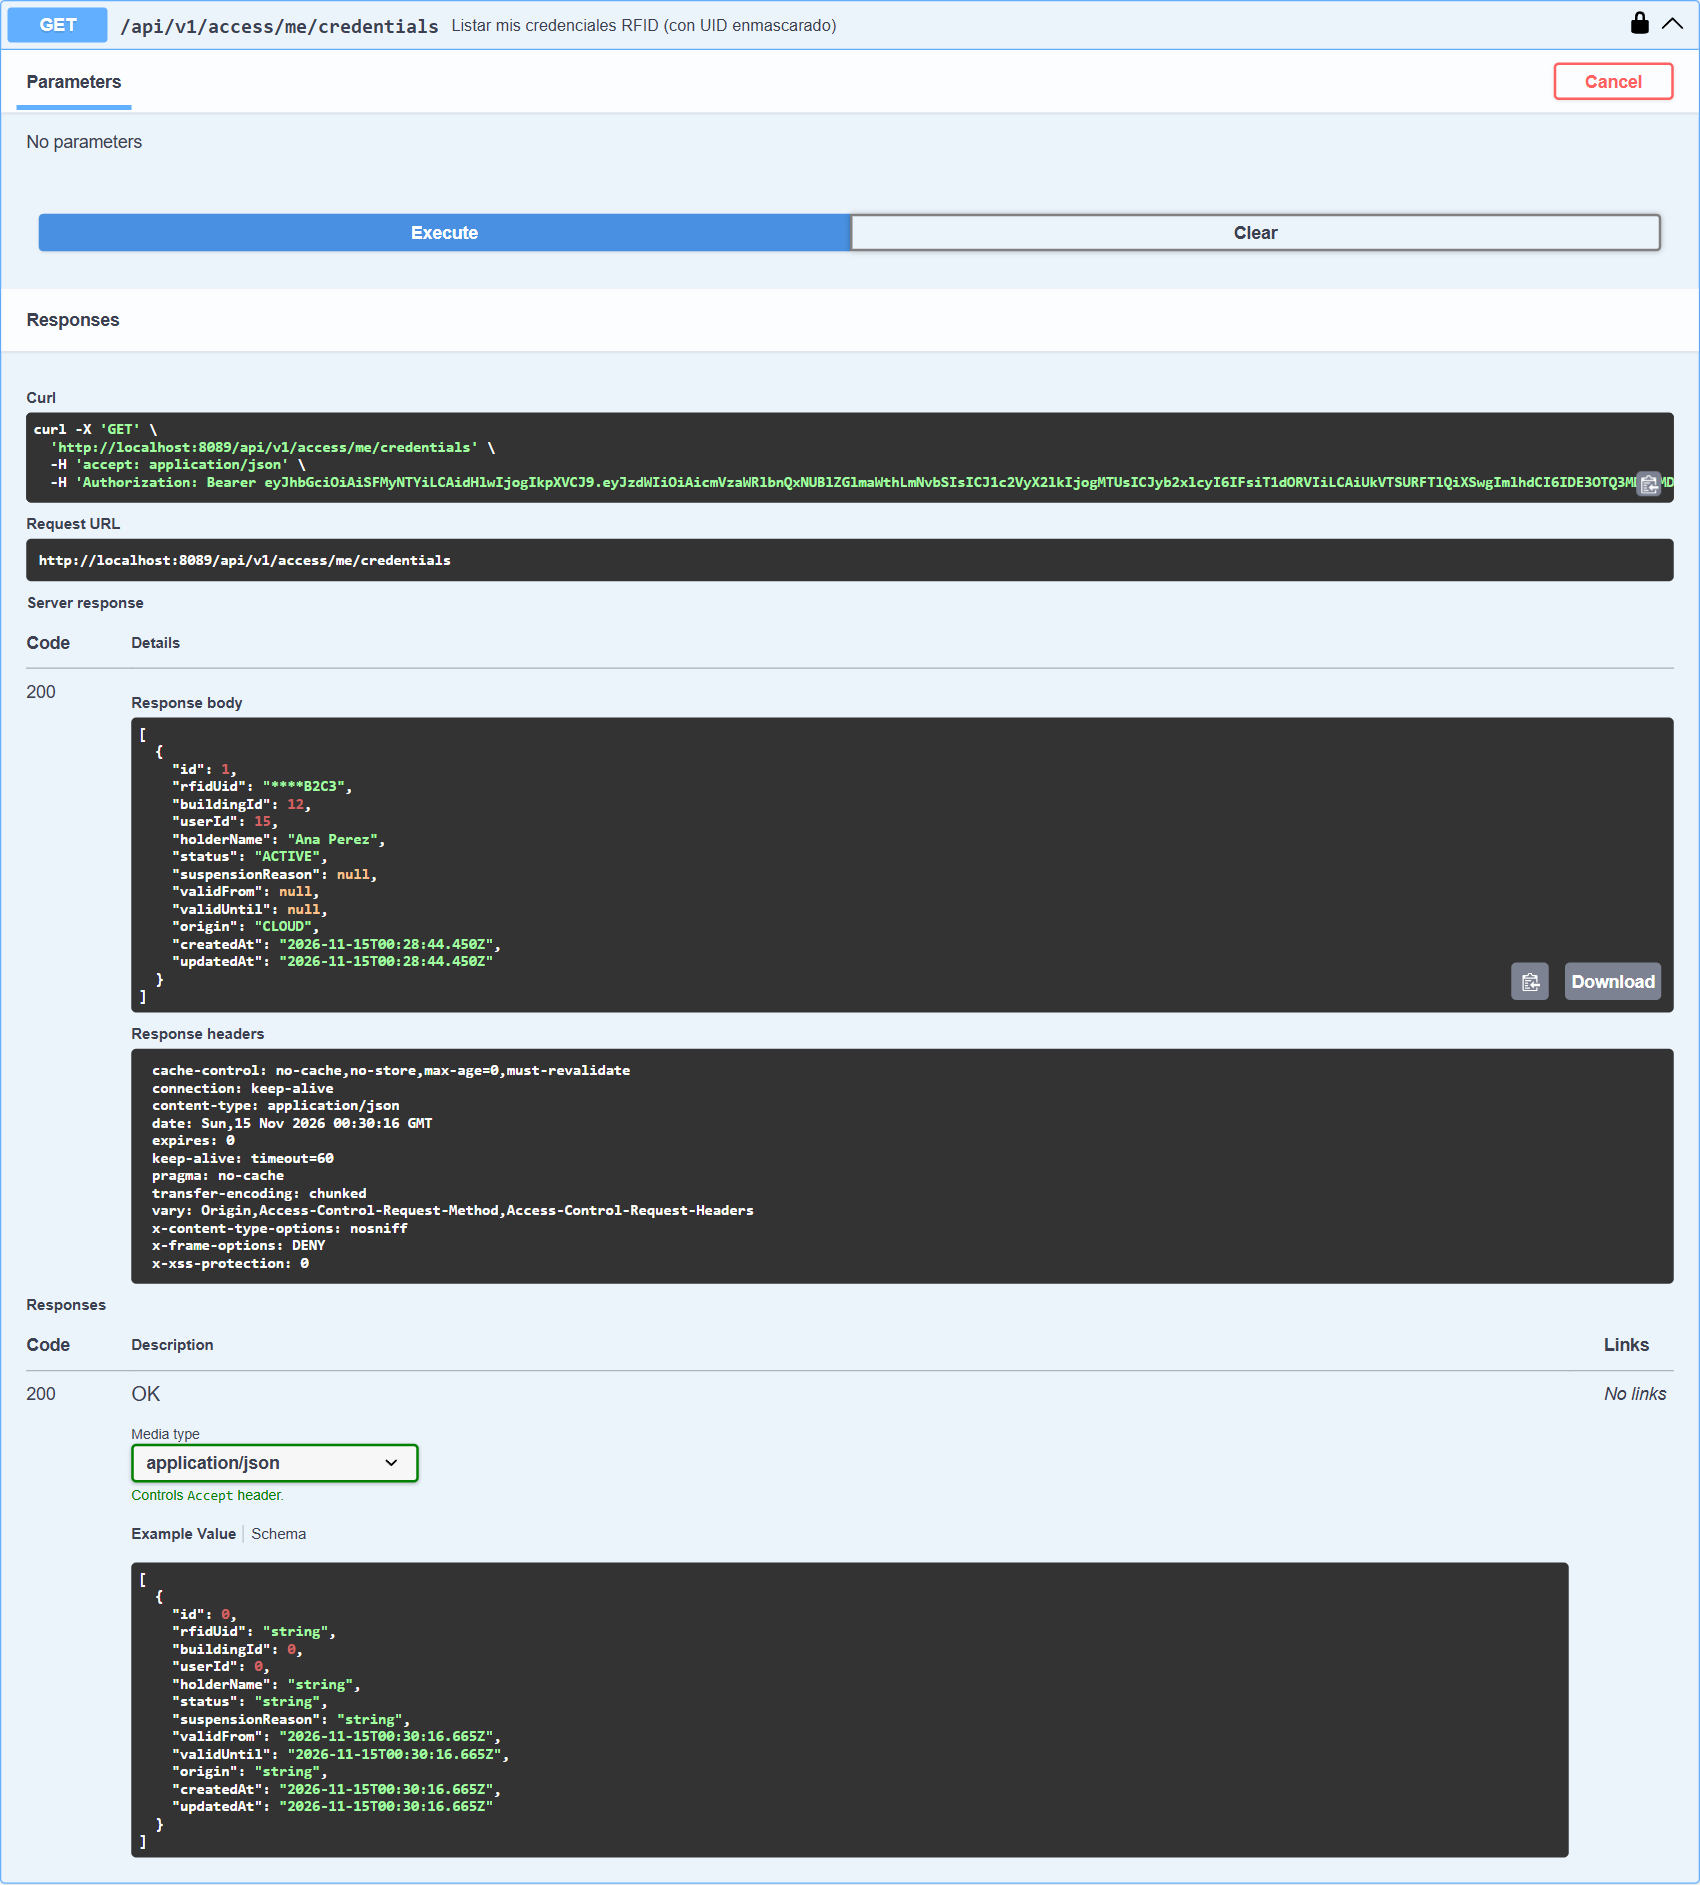 GET /api/v1/access/me/credentials Listar mis credenciales RFID (con UID enmascarado)
Parameters
Cancel
No parameters
Execute
Clear
Responses
Curl
curl -X 'GET' \
'http://localhost:8089/api/v1/access/me/credentials' \
-H 'accept: application/json' \
-H 'Authorization: Bearer
Request URL
http://localhost:8089/api/v1/access/me/credentials
Server response
Code Details
200
Response body
[
{
"id": 1,
"rfidUid": "****B2C3",
"buildingId": 12,
"userId": 15,
"holderName": "Ana Perez",
"status": "ACTIVE",
"suspensionReason": null,
"validFrom": null,
"validUntil": null,
"origin": "CLOUD",
"createdAt": "2026-11-15T00:28:44.450Z",
"updatedAt": "2026-11-15T00:28:44.450Z"
}
]
Download
Response headers
cache-control: no-cache,no-store,max-age=0,must-revalidate
connection: keep-alive
content-type: application/json
date: Sun,15 Nov 2026 00:30:16 GMT
expires: 0
keep-alive: timeout=60
pragma: no-cache
transfer-encoding: chunked
vary: Origin,Access-Control-Request-Method,Access-Control-Request-Headers
x-content-type-options: nosniff
x-frame-options: DENY
x-xss-protection: 0
Responses
Code Description Links
200 OK No links
Media type
application/json
Controls Accept header.
Example Value Schema
[
{
"id": 0,
"rfidUid": "string",
"buildingId": 0,
"userId": 0,
"holderName": "string",
"status": "string",
"suspensionReason": "string",
"validFrom": "2026-11-15T00:30:16.665Z",
"validUntil": "2026-11-15T00:30:16.665Z",
"origin": "string",
"createdAt": "2026-11-15T00:30:16.665Z",
"updatedAt": "2026-11-15T00:30:16.665Z"
}
]